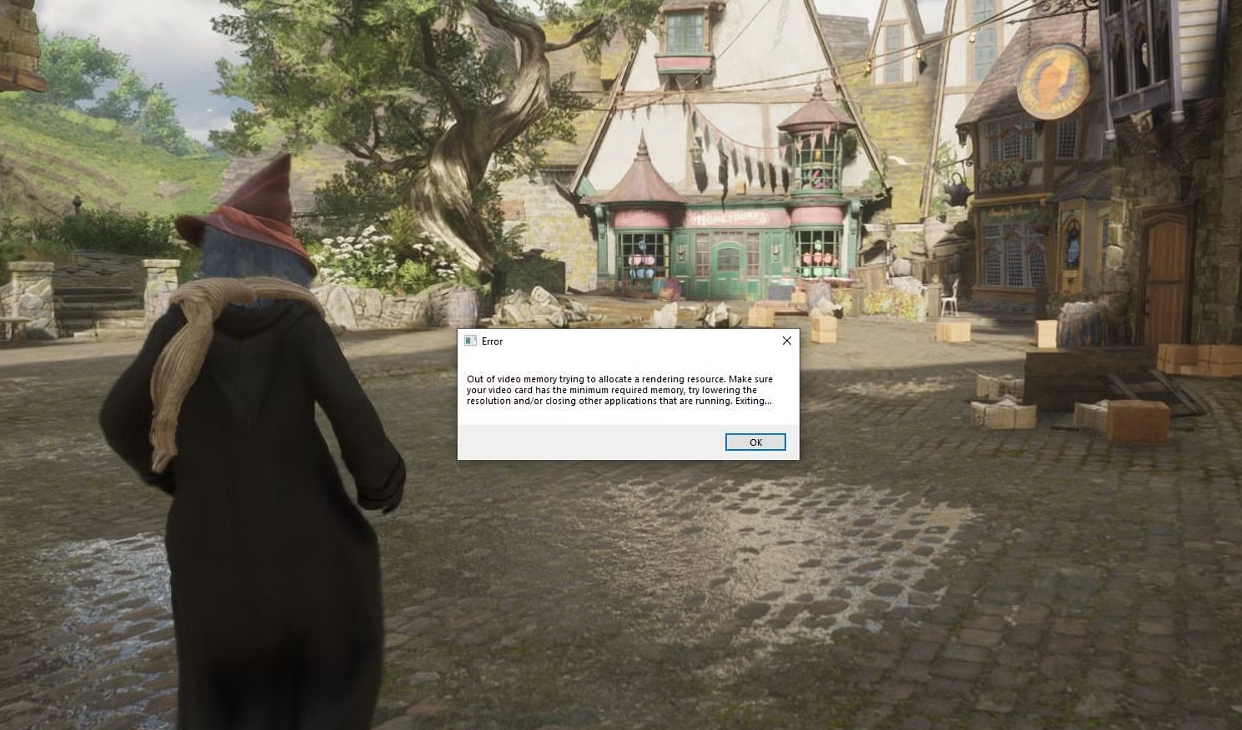 HONEYDUKES
Error
Out of video memory trying to allocate a rendering resource. Make sure
your video card has the minimum required memory, try lowering the
resolution and/or closing other applications that are running. Exiting...
OK